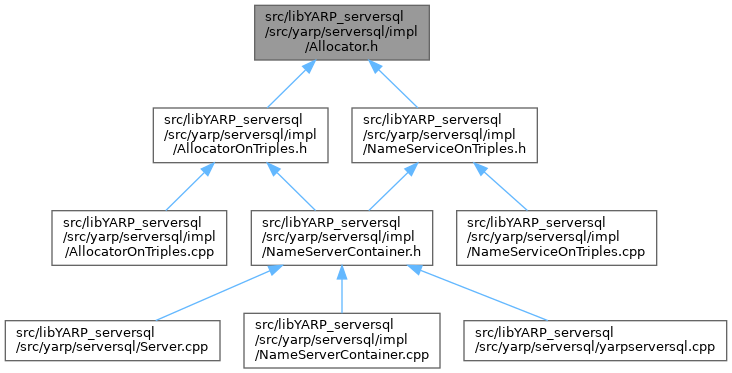 src/libYARP_serversql
/src/yarp/serversql/impl
/Allocator.h
src/libYARP_serversql
/src/yarp/serversql/impl
/AllocatorOnTriples.h
src/libYARP_serversql
/src/yarp/serversql/impl
/NameServiceOnTriples.h
src/libYARP_serversql
/src/yarp/serversql/impl
/AllocatorOnTriples.cpp
src/libYARP_serversql
/src/yarp/serversql/impl
/NameServerContainer.h
src/libYARP_serversql
/src/yarp/serversql/impl
/NameServiceOnTriples.cpp
src/libYARP_serversql
/src/yarp/serversql/Server.cpp
src/libYARP_serversql
/src/yarp/serversql/impl
/NameServerContainer.cpp
src/libYARP_serversql
/src/yarp/serversql/yarpserversql.cpp